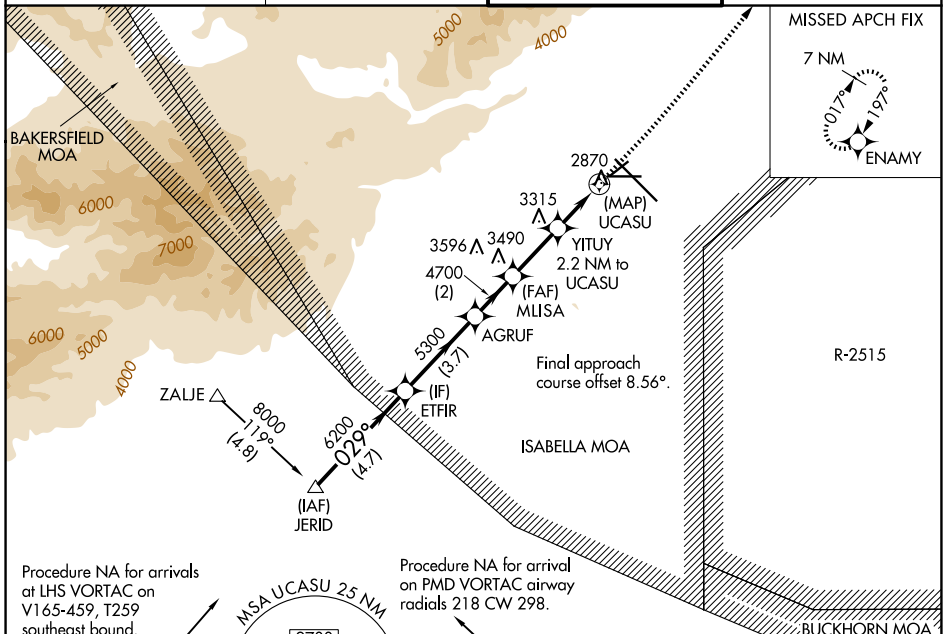 5000
4000
MISSED APCH FIX
7 NM
017°
197°
ENAMY
BAKERSFIELD
MOA
2870
(MAP)
UCASU
6000
7000
3315
YITUY
2.2 NM to
UCASU
3596
3490
4700
(2)
(FAF)
MLISA
AGRUF
6000
5000
4000
5300
(3.7)
Final approach
course offset 8.56°.
R-2515
ZALJE
8000
119°
(4.8)
(IF)
ETFIR
6200
029°
(4.7)
ISABELLA MOA
(IAF)
JERID
Procedure NA for arrivals
at LHS VORTAC on
V165-459, T259
southeast bound.
MSA UCASU 25 NM
Procedure NA for arrival
on PMD VORTAC airway
radials 218 CW 298.
BUCKHORN MOA